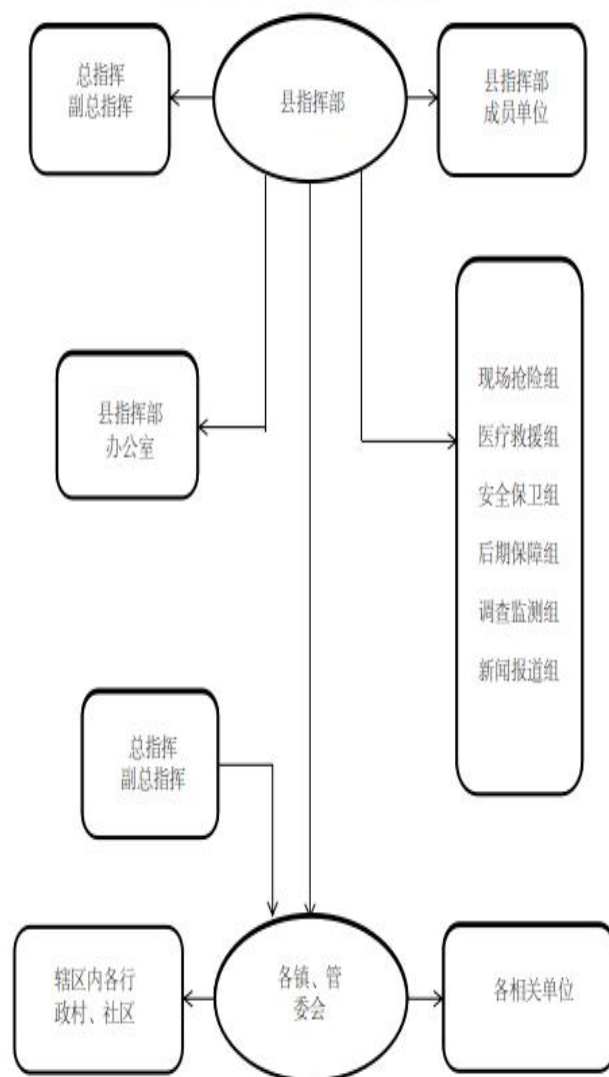 总指挥
副总指挥
县指挥部
县指挥部
成员单位
县指挥部
办公室
现场抢险组
医疗救援组
安全保卫组
后期保障组
调查监测组
新闻报道组
总指挥
副总指挥
辖区内各行
政村、社区
各镇、管
委会
各相关单位